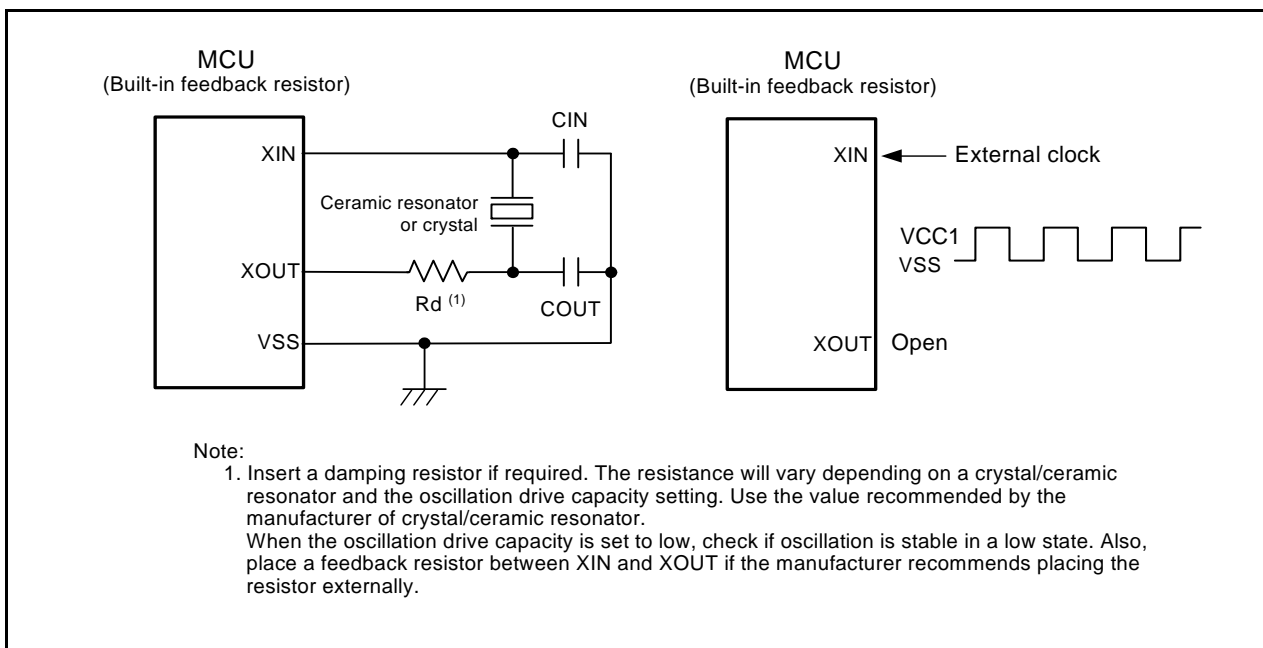 MCU
(Built-in feedback resistor)
XIN
CIN
Ceramic resonator
or crystal
XOUT
Rd (1)
COUT
VSS
MCU
(Built-in feedback resistor)
XIN
External clock
VCC1
VSS
XOUT
Open
Note:
1. Insert a damping resistor if required. The resistance will vary depending on a crystal/ceramic
resonator and the oscillation drive capacity setting. Use the value recommended by the
manufacturer of crystal/ceramic resonator.
When the oscillation drive capacity is set to low, check if oscillation is stable in a low state. Also,
place a feedback resistor between XIN and XOUT if the manufacturer recommends placing the
resistor externally.